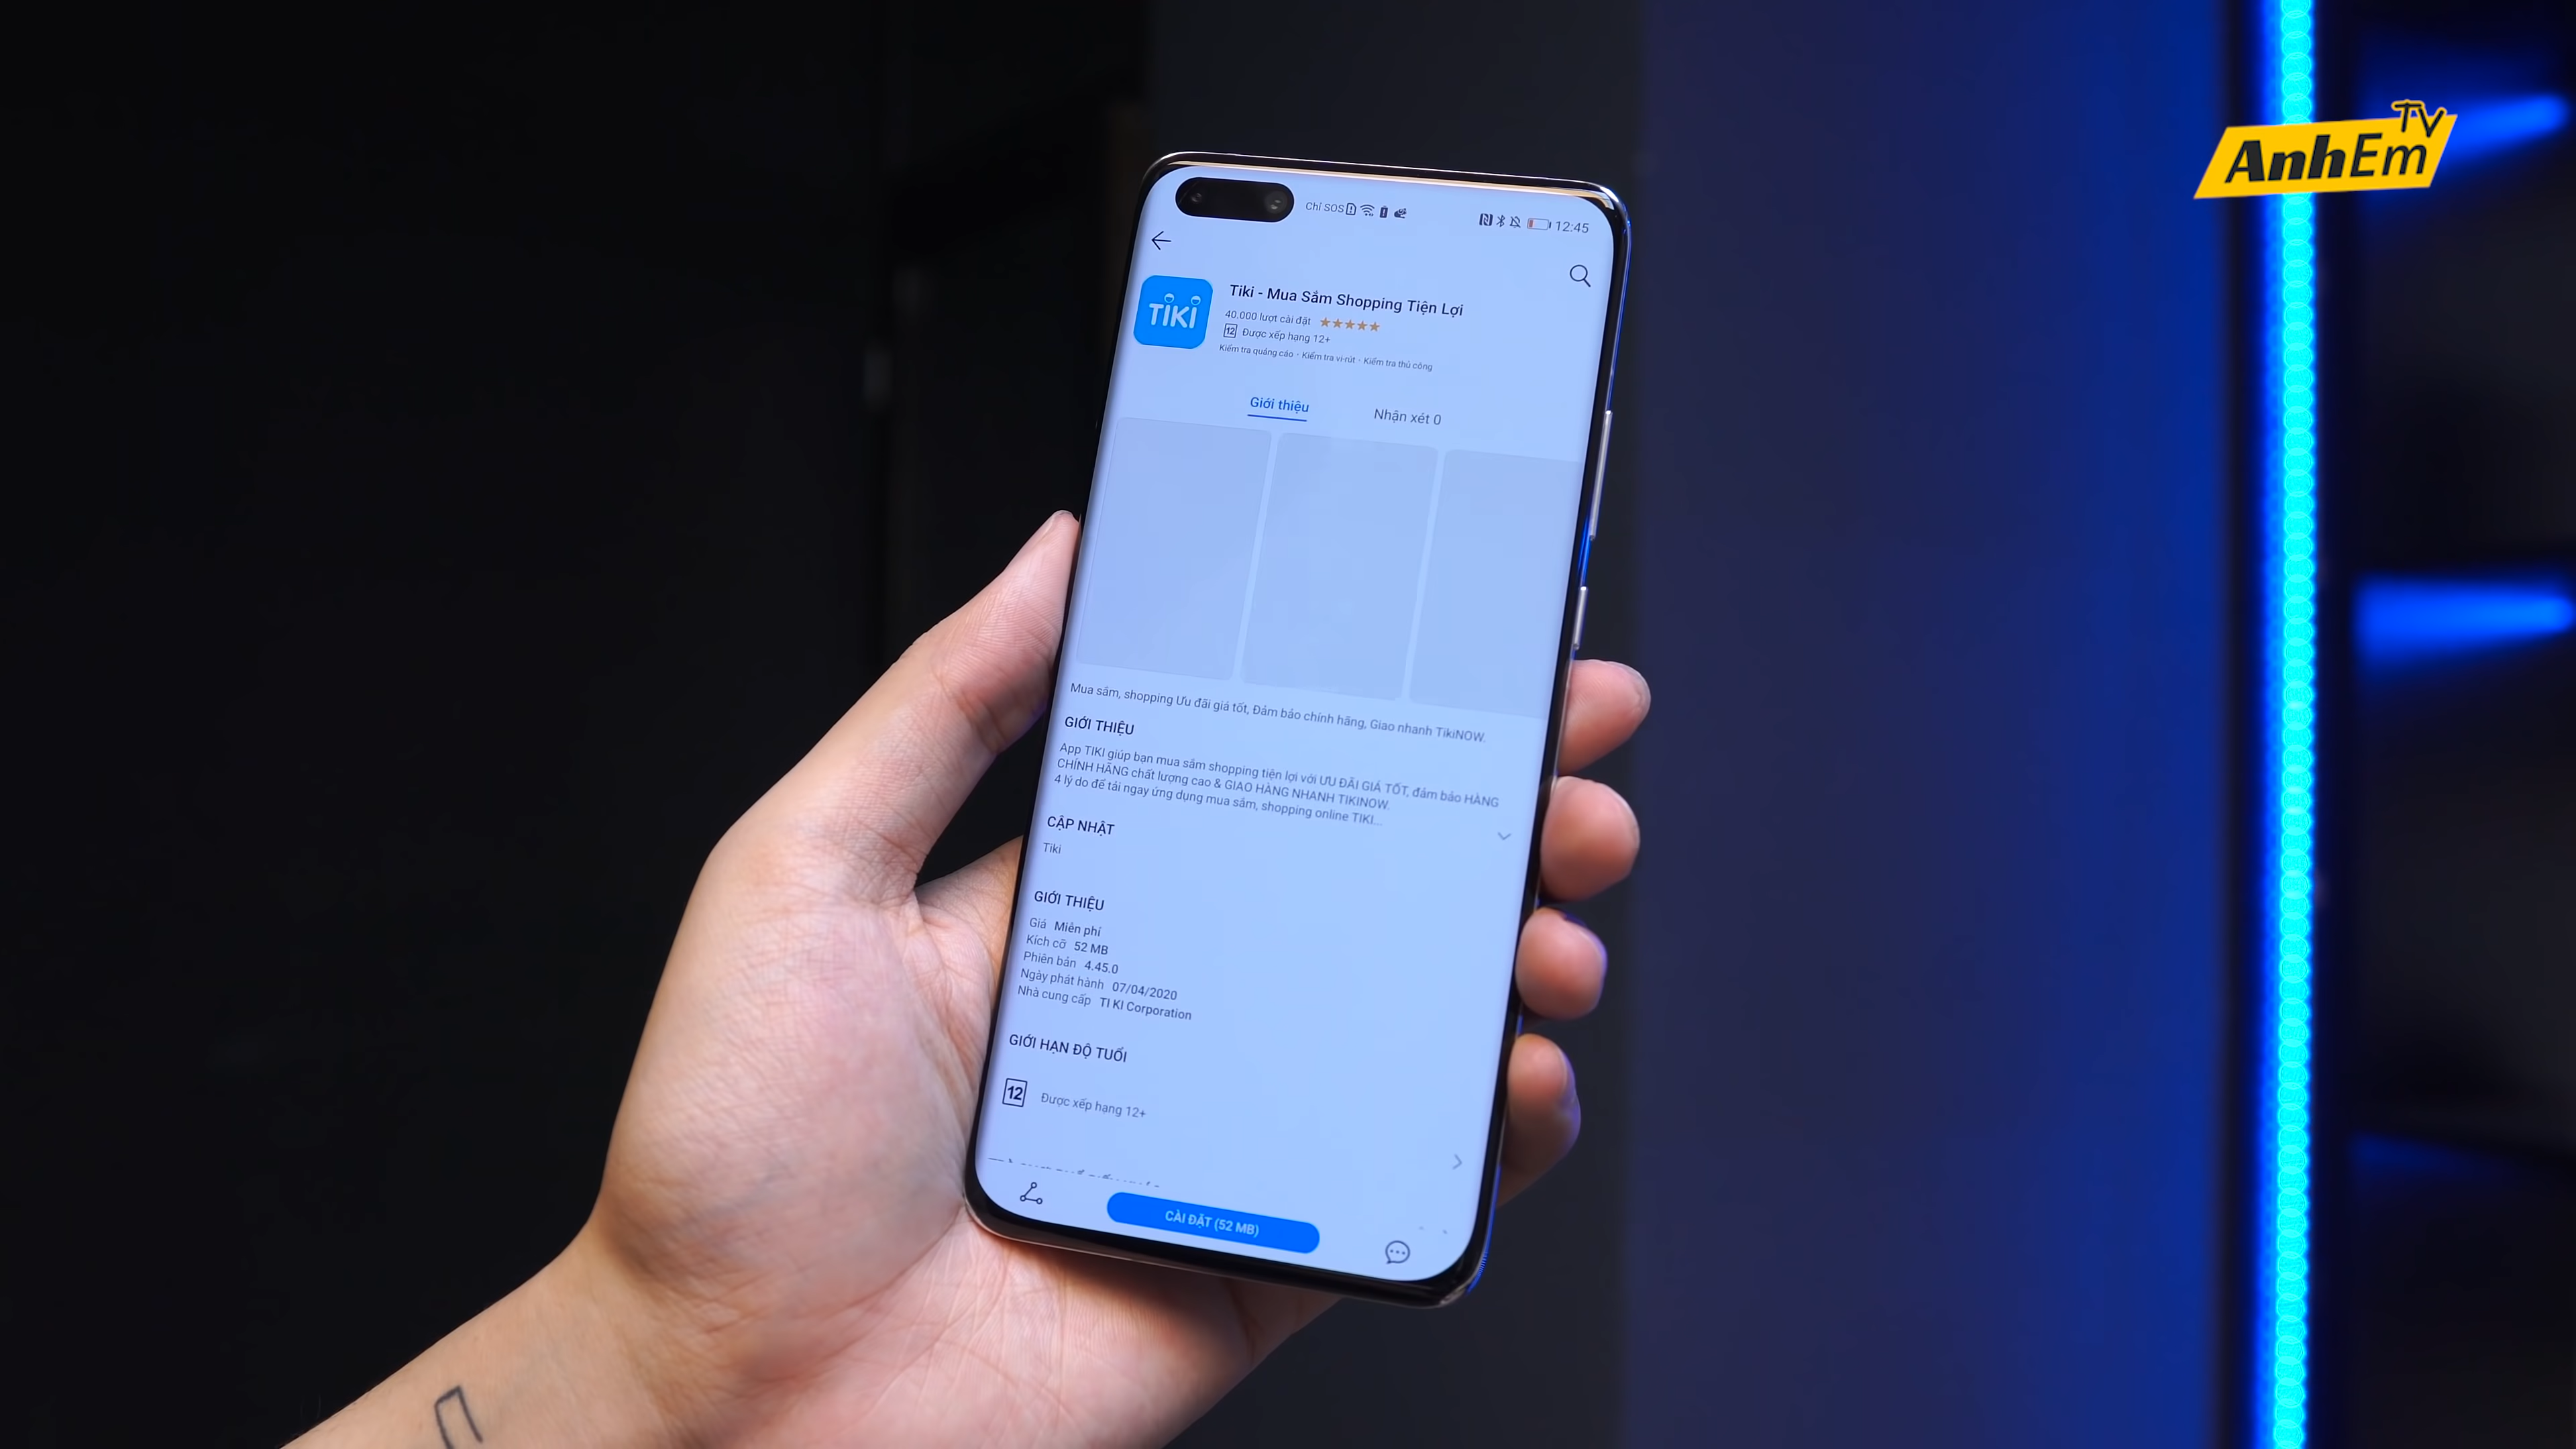 AnhEm TV
Chỉ SOS
12:45
TIKI
Tiki - Mua Sắm Shopping Tiện Lợi
40.000 lượt cài đặt
12 Được xếp hạng 12+
Kiểm tra quảng cáo · Kiểm tra vi-rút · Kiểm tra thủ công
Giới thiệu
Nhận xét 0
Mua sắm, shopping Ưu đãi giá tốt, Đảm bảo chính hãng, Giao nhanh TikiNOW.
GIỚI THIỆU
App TIKI giúp bạn mua sắm shopping tiện lợi với ƯU ĐÃI GIÁ TỐT, đảm bảo HÀNG
CHÍNH HÃNG chất lượng cao & GIAO HÀNG NHANH TIKINOW.
4 lý do để tải ngay ứng dụng mua sắm, shopping online TIKI...
CẬP NHẬT
Tiki
GIỚI THIỆU
Giá Miễn phí
Kích cỡ 52 MB
Phiên bản 4.45.0
Ngày phát hành 07/04/2020
Nhà cung cấp TI KI Corporation
GIỚI HẠN ĐỘ TUỔI
12 Được xếp hạng 12+
CÀI ĐẶT (52 MB)